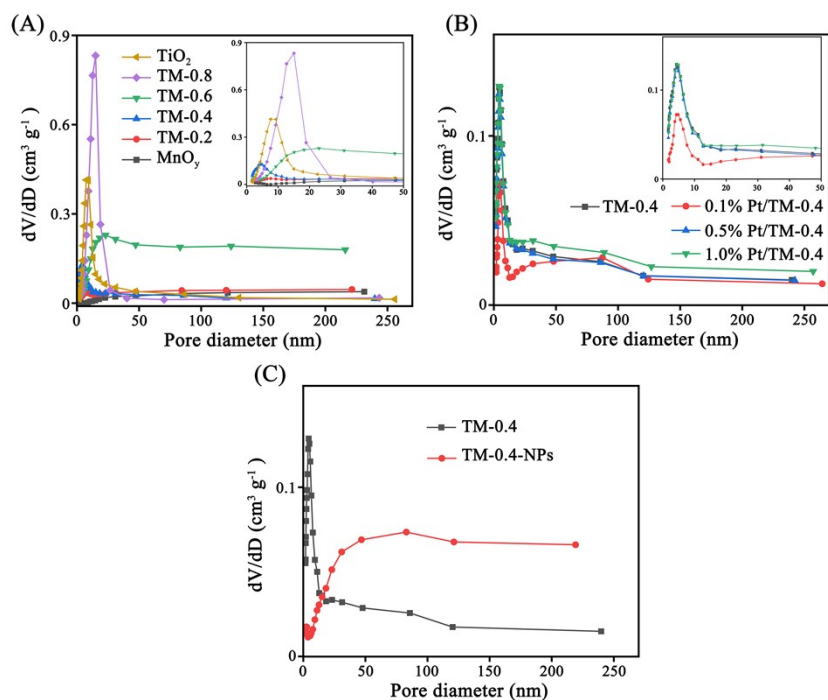 (A)
TiO₂
TM-0.8
TM-0.6
TM-0.4
TM-0.2
MnOᵧ
dV/dD (cm³ g⁻¹)
0.9
0.6
0.3
0
0 50 100 150 200 250
Pore diameter (nm)
0.9
0.6
0.3
0
0 10 20 30 40 50
(B)
TM-0.4
0.1% Pt/TM-0.4
0.5% Pt/TM-0.4
1.0% Pt/TM-0.4
dV/dD (cm³ g⁻¹)
0.1
0
0 50 100 150 200 250
Pore diameter (nm)
0.1
0
0 10 20 30 40 50
(C)
TM-0.4
TM-0.4-NPs
dV/dD (cm³ g⁻¹)
0.1
0
0 50 100 150 200 250
Pore diameter (nm)